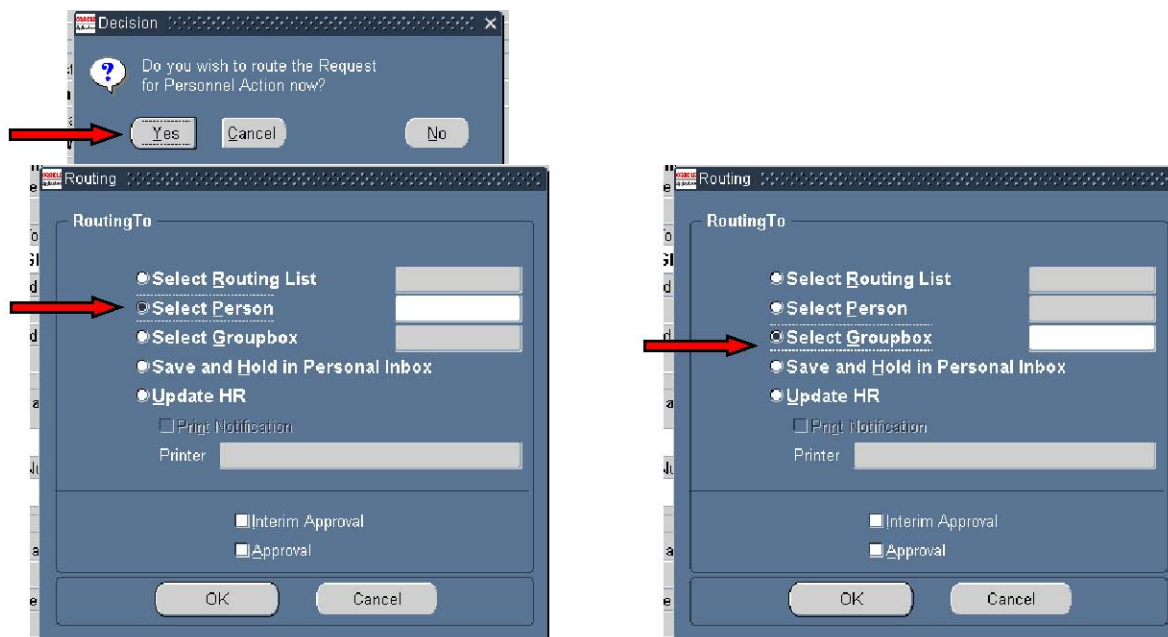 Decision
Do you wish to route the Request
for Personnel Action now?
Yes
Cancel
No
Routing
RoutingTo
Select Routing List
Select Person
Select Groupbox
Save and Hold in Personal Inbox
Update HR
Print Notification
Printer
Interim Approval
Approval
OK
Cancel
Routing
RoutingTo
Select Routing List
Select Person
Select Groupbox
Save and Hold in Personal Inbox
Update HR
Print Notification
Printer
Interim Approval
Approval
OK
Cancel